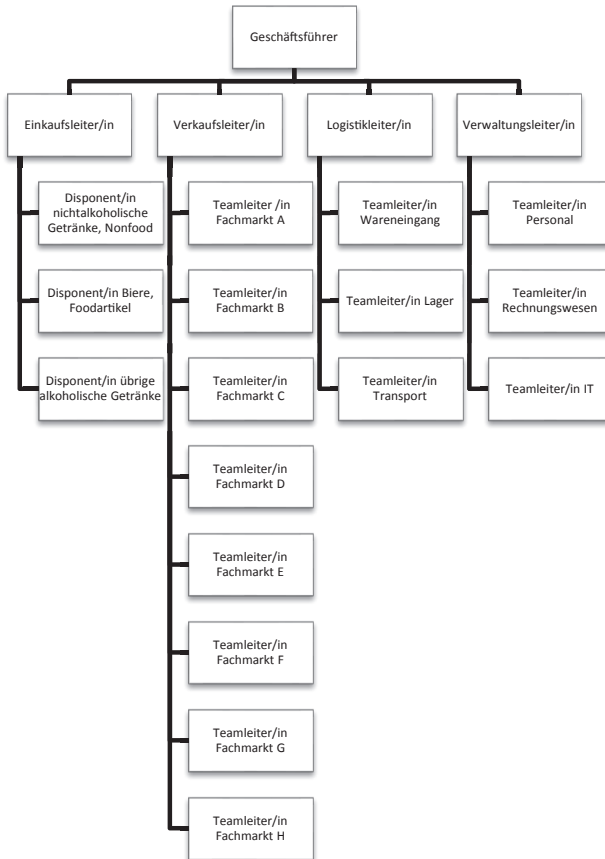 Geschäftsführer
Einkaufsleiter/in
Verkaufsleiter/in
Logistikleiter/in
Verwaltungsleiter/in
Disponent/in
nichtalkoholische
Getränke, Nonfood
Teamleiter /in
Fachmarkt A
Teamleiter/in
Wareneingang
Teamleiter/in
Personal
Disponent/in Biere,
Foodartikel
Teamleiter/in
Fachmarkt B
Teamleiter/in Lager
Teamleiter/in
Rechnungswesen
Disponent/in übrige
alkoholische Getränke
Teamleiter/in
Fachmarkt C
Teamleiter/in
Transport
Teamleiter/in IT
Teamleiter/in
Fachmarkt D
Teamleiter/in
Fachmarkt E
Teamleiter/in
Fachmarkt F
Teamleiter/in
Fachmarkt G
Teamleiter/in
Fachmarkt H